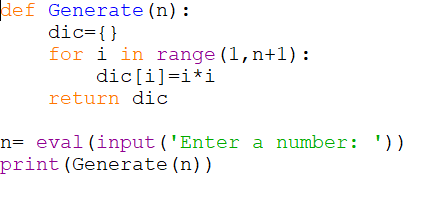 def Generate(n):
    dic={}
    for i in range(1,n+1):
        dic[i]=i*i
    return dic

n= eval(input('Enter a number: '))
print(Generate(n))